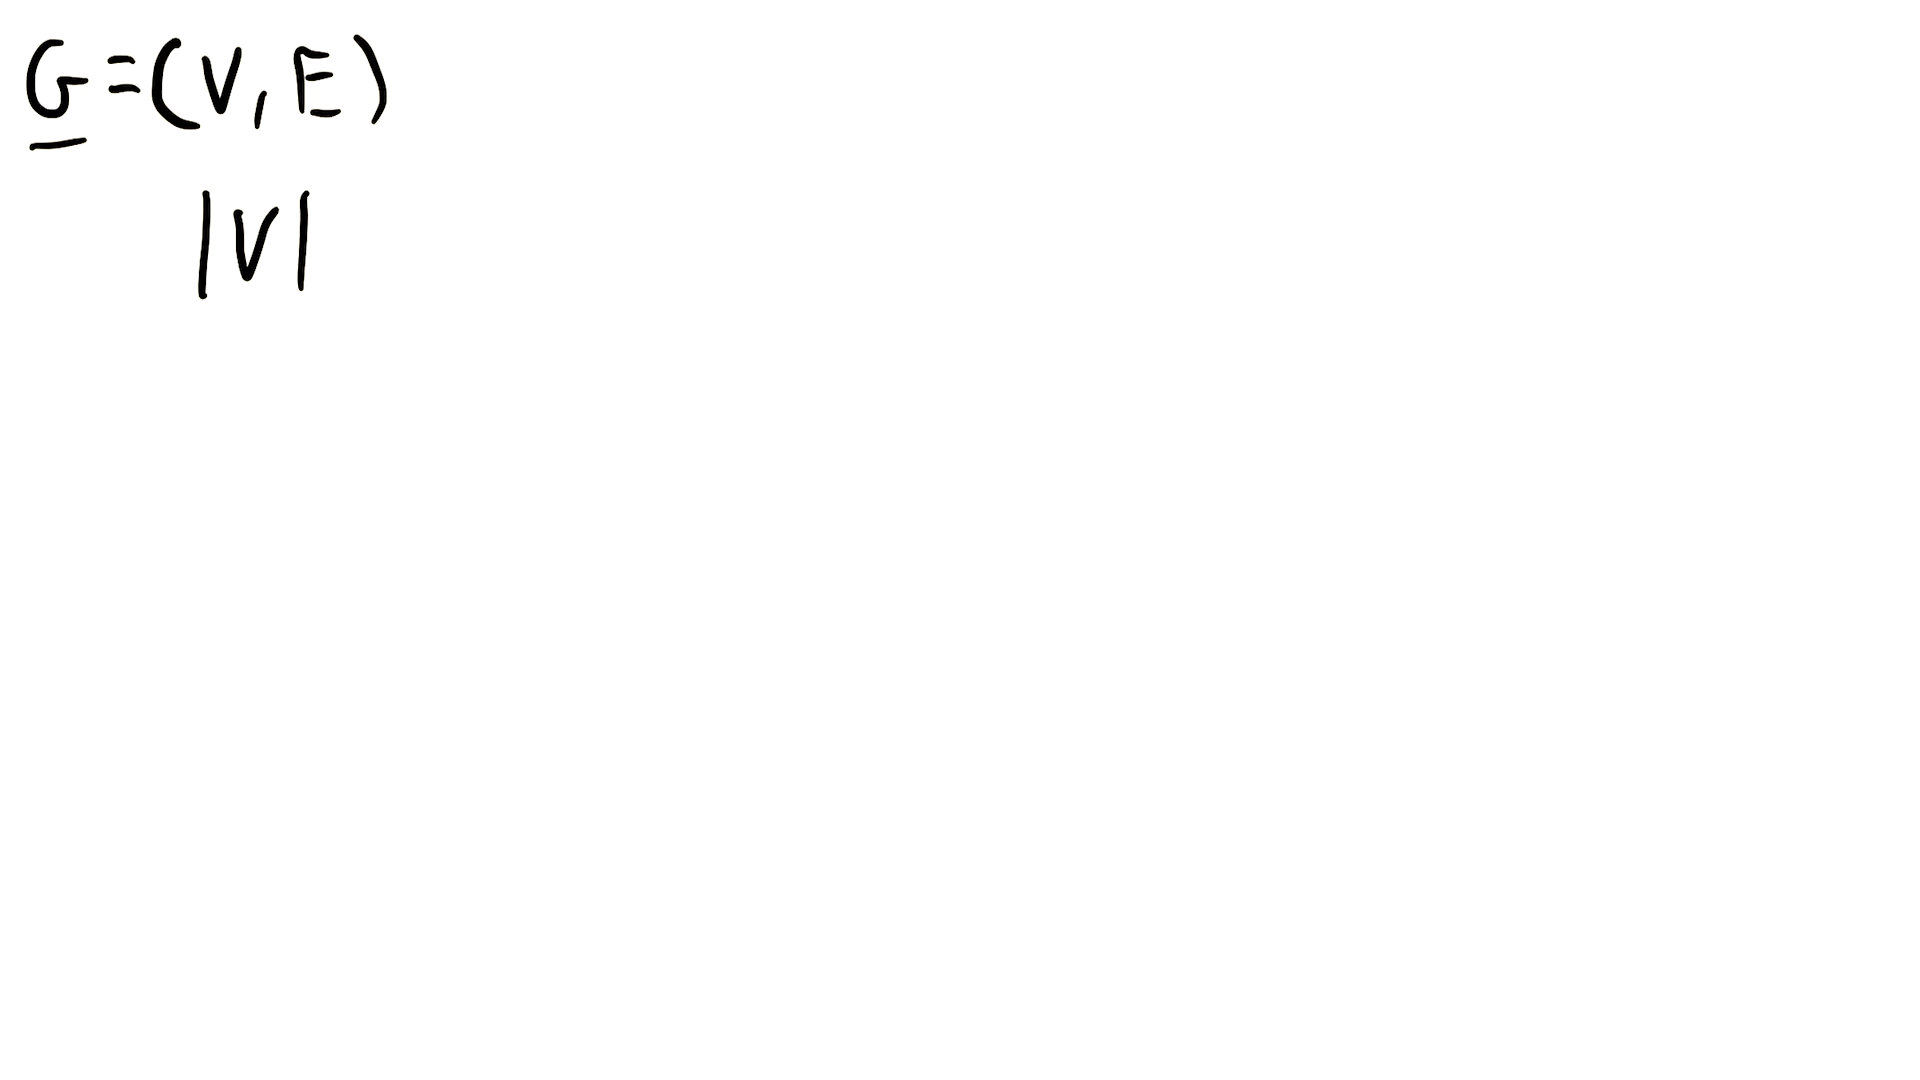 G = (V, E)
|V|